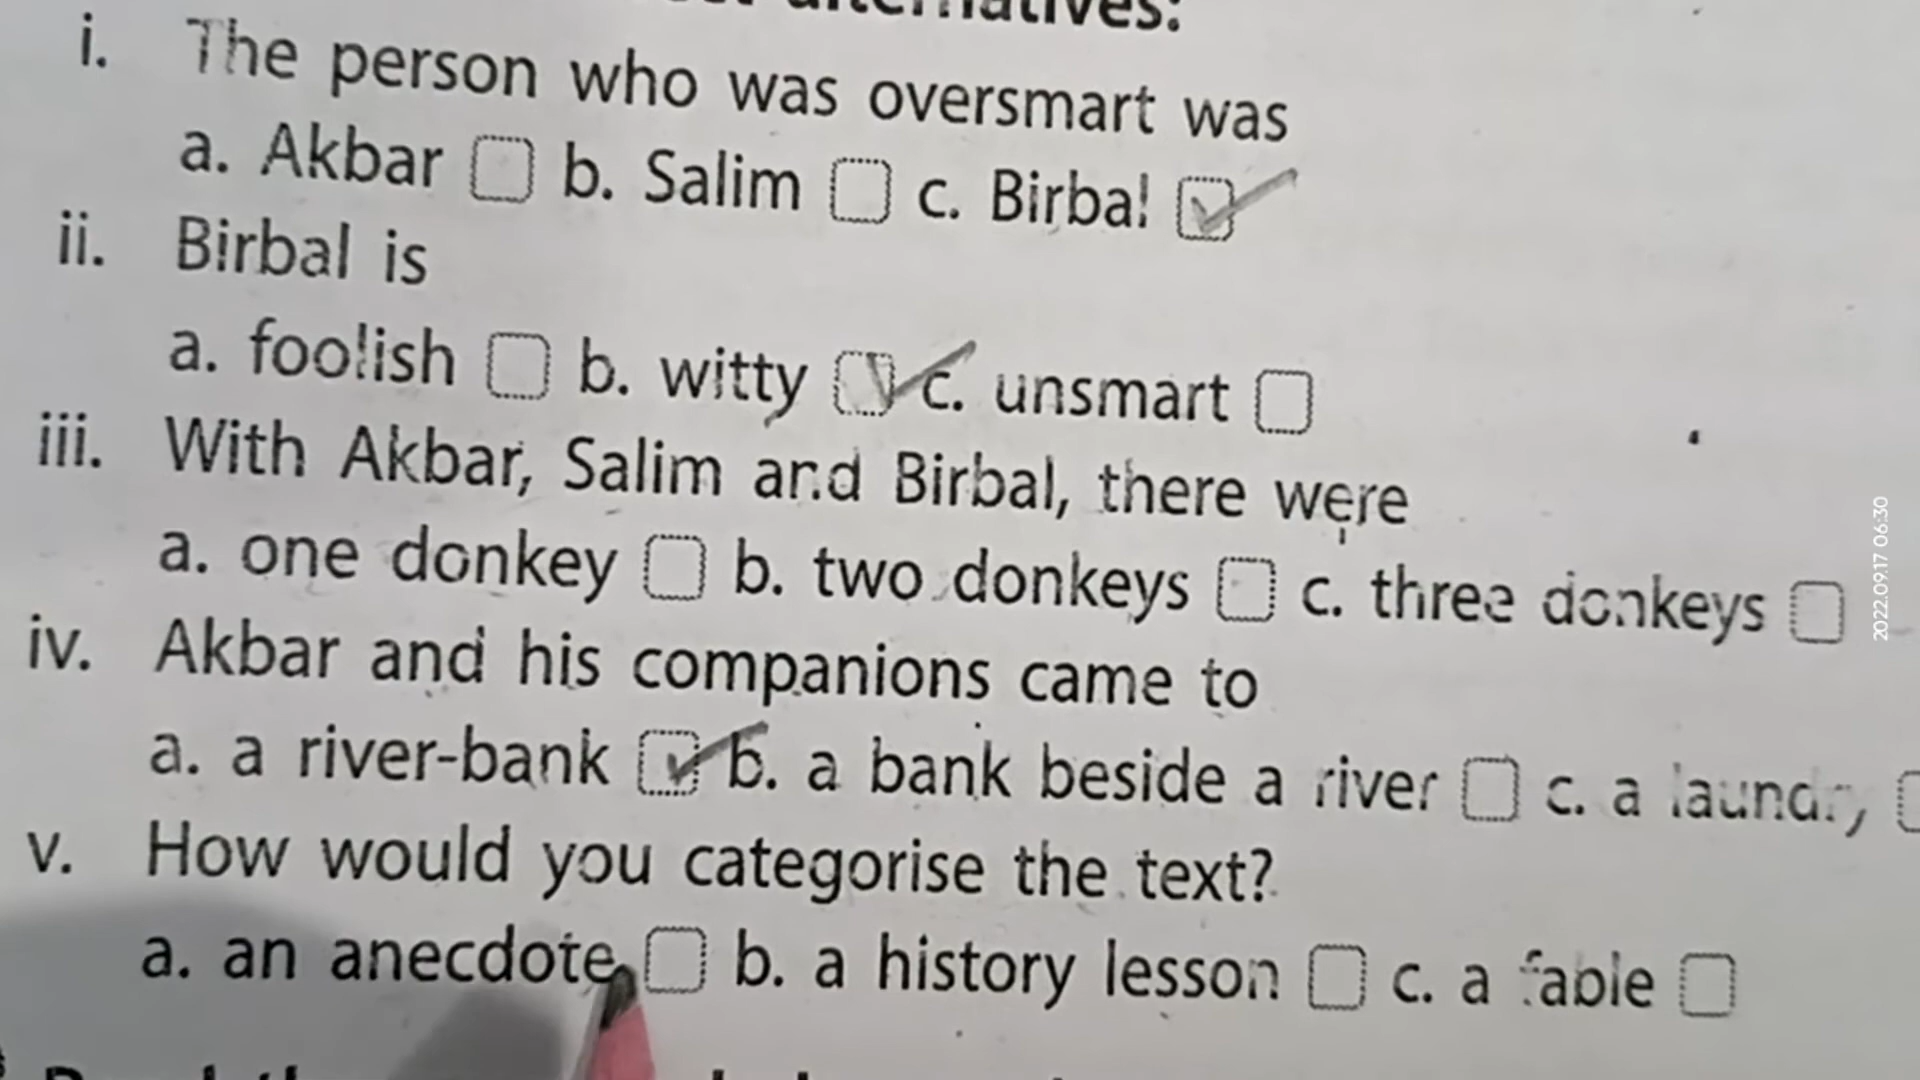 alternatives:
i. The person who was oversmart was
a. Akbar b. Salim c. Birbal
ii. Birbal is
a. foolish b. witty c. unsmart
iii. With Akbar, Salim and Birbal, there were
a. one donkey b. two donkeys c. three donkeys
iv. Akbar and his companions came to
a. a river-bank b. a bank beside a river c. a laundry
v. How would you categorise the text?
a. an anecdote b. a history lesson c. a fable
2022.09.17 06:30